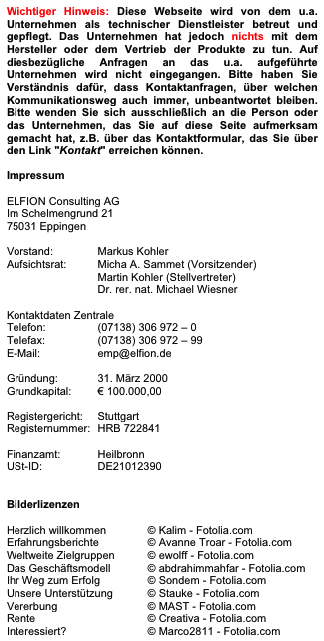 Wichtiger Hinweis: Diese Webseite wird von dem u.a.
Unternehmen als technischer Dienstleister betreut und
gepflegt. Das Unternehmen hat jedoch nichts mit dem
Hersteller oder dem Vertrieb der Produkte zu tun. Auf
diesbezügliche Anfragen an das u.a. aufgeführte
Unternehmen wird nicht eingegangen. Bitte haben Sie
Verständnis dafür, dass Kontaktanfragen, über welchen
Kommunikationsweg auch immer, unbeantwortet bleiben.
Bitte wenden Sie sich ausschließlich an die Person oder
das Unternehmen, das Sie auf diese Seite aufmerksam
gemacht hat, z.B. über das Kontaktformular, das Sie über
den Link "Kontakt" erreichen können.
Impressum
ELFION Consulting AG
Im Schelmengrund 21
75031 Eppingen
Vorstand: Markus Kohler
Aufsichtsrat: Micha A. Sammet (Vorsitzender)
Martin Kohler (Stellvertreter)
Dr. rer. nat. Michael Wiesner
Kontaktdaten Zentrale
Telefon: (07138) 306 972 – 0
Telefax: (07138) 306 972 – 99
E-Mail: emp@elfion.de
Gründung: 31. März 2000
Grundkapital: € 100.000,00
Registergericht: Stuttgart
Registernummer: HRB 722841
Finanzamt: Heilbronn
USt-ID: DE21012390
Bilderlizenzen
Herzlich willkommen © Kalim - Fotolia.com
Erfahrungsberichte © Avanne Troar - Fotolia.com
Weltweite Zielgruppen © ewolff - Fotolia.com
Das Geschäftsmodell © abdrahimmahfar - Fotolia.com
Ihr Weg zum Erfolg © Sondem - Fotolia.com
Unsere Unterstützung © Stauke - Fotolia.com
Vererbung © MAST - Fotolia.com
Rente © Creativa - Fotolia.com
Interessiert? © Marco2811 - Fotolia.com